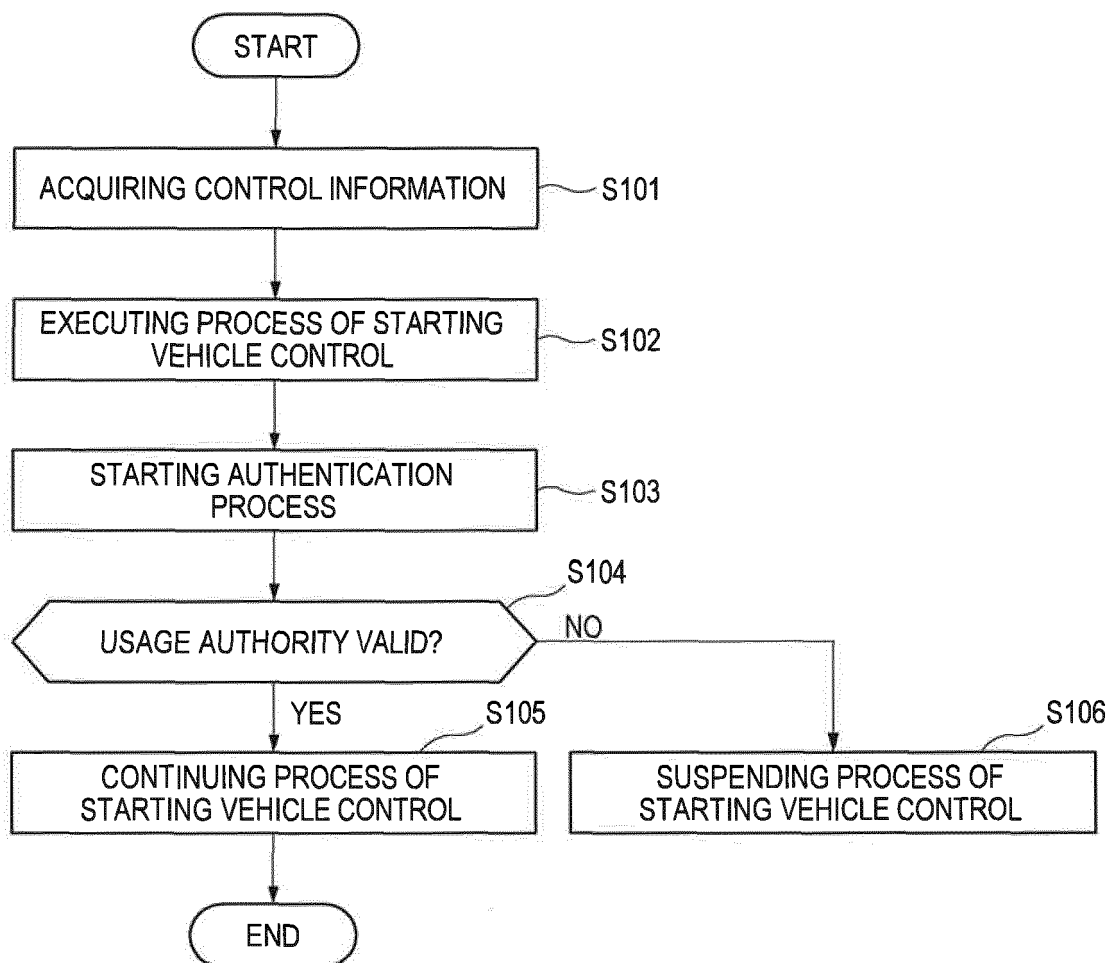 START
ACQUIRING CONTROL INFORMATION
S101
EXECUTING PROCESS OF STARTING
VEHICLE CONTROL
S102
STARTING AUTHENTICATION
PROCESS
S103
S104
USAGE AUTHORITY VALID?
NO
YES
S105
S106
CONTINUING PROCESS OF
STARTING VEHICLE CONTROL
SUSPENDING PROCESS OF
STARTING VEHICLE CONTROL
END